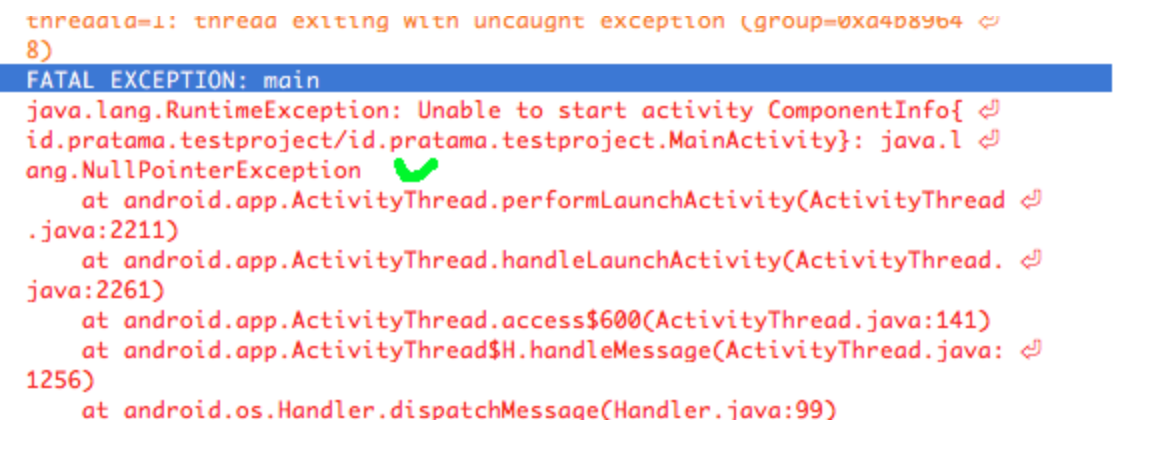 threadid=1: thread exiting with uncaught exception (group=0xa4b8964
8)
FATAL EXCEPTION: main
java.lang.RuntimeException: Unable to start activity ComponentInfo{
id.pratama.testproject/id.pratama.testproject.MainActivity}: java.l
ang.NullPointerException
at android.app.ActivityThread.performLaunchActivity(ActivityThread
.java:2211)
at android.app.ActivityThread.handleLaunchActivity(ActivityThread.
java:2261)
at android.app.ActivityThread.access$600(ActivityThread.java:141)
at android.app.ActivityThread$H.handleMessage(ActivityThread.java:
1256)
at android.os.Handler.dispatchMessage(Handler.java:99)